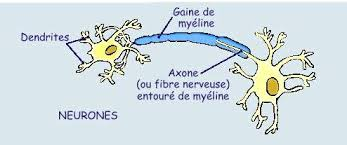 Gaine de
myéline
Dendrites
Axone
(ou fibre nerveuse)
entouré de myéline
NEURONES